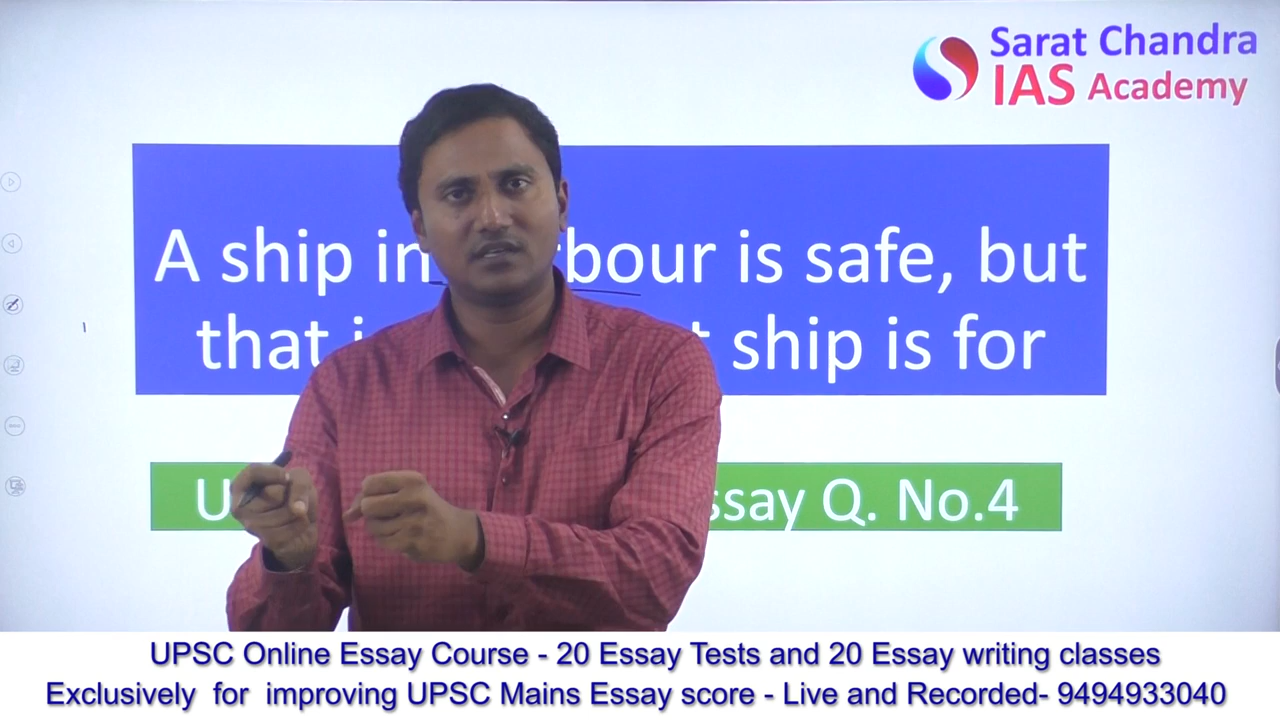 Sarat Chandra
IAS Academy
A ship in bour is safe, but
that ship is for
U ssay Q. No.4
UPSC Online Essay Course - 20 Essay Tests and 20 Essay writing classes
Exclusively for improving UPSC Mains Essay score - Live and Recorded- 9494933040